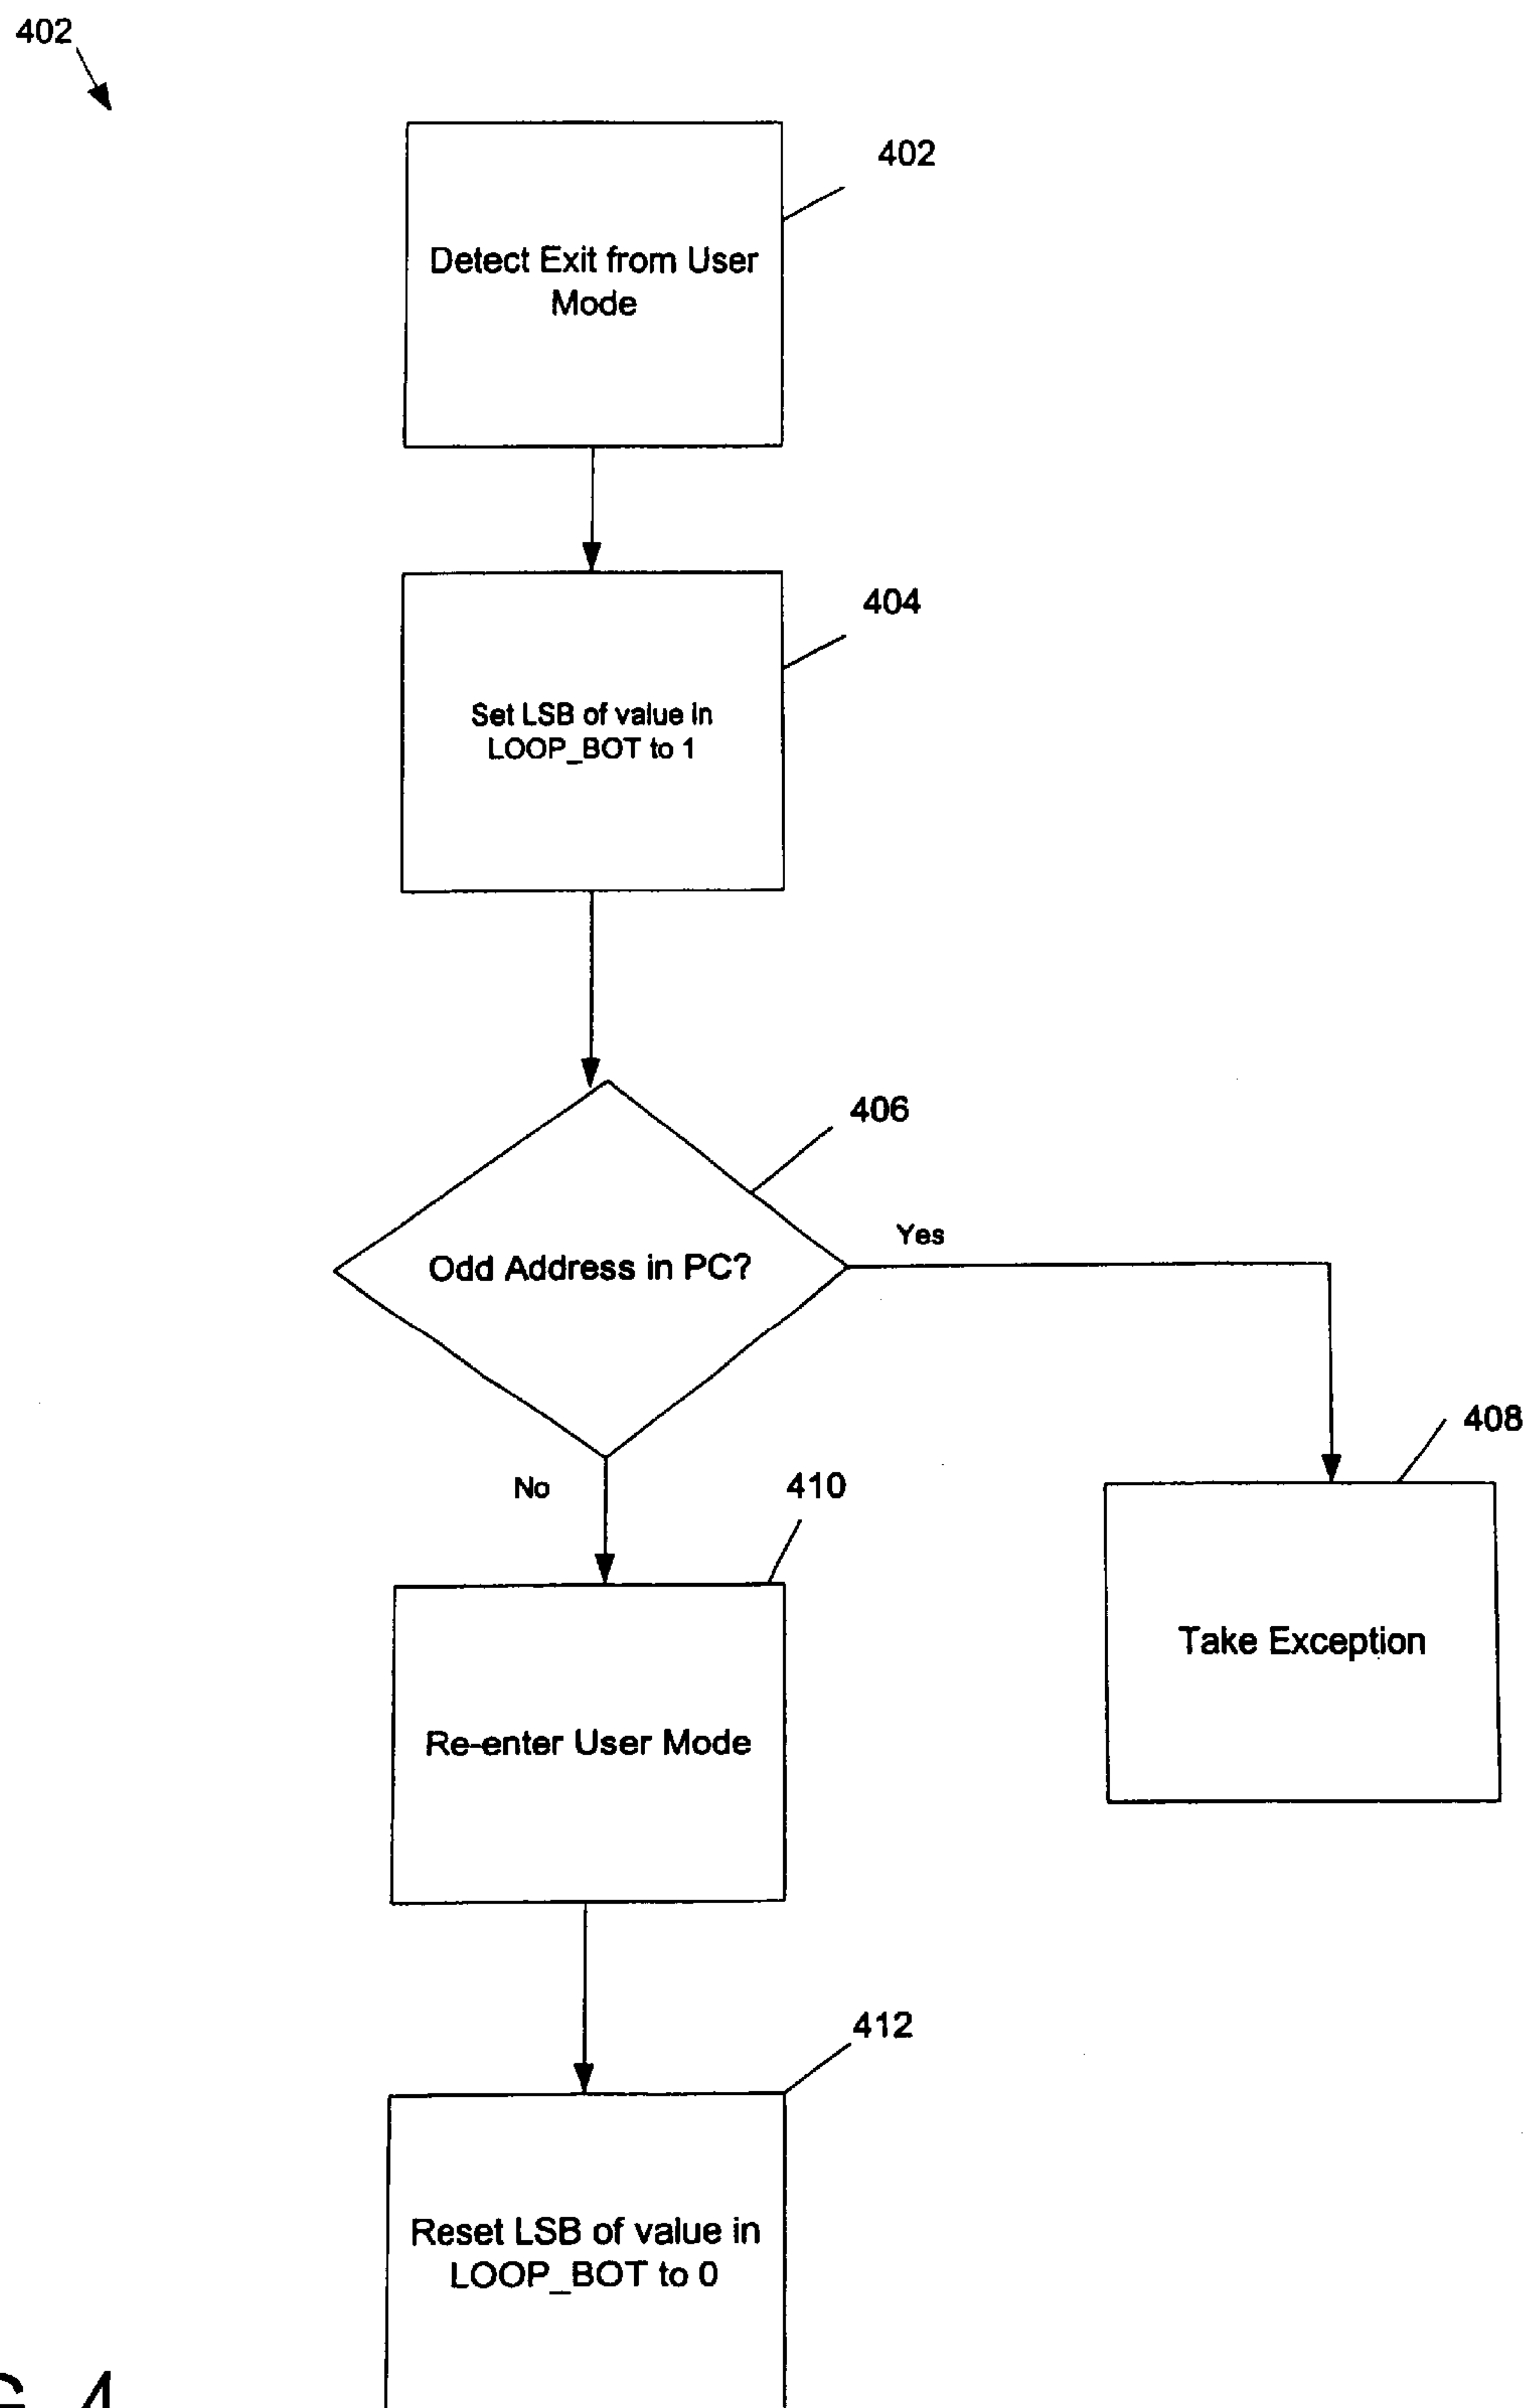 402
402
Detect Exit from User
Mode
404
Set LSB of value in
LOOP_BOT to 1
406
Odd Address in PC?
Yes
408
No
410
Take Exception
Re-enter User Mode
412
Reset LSB of value in
LOOP_BOT to 0
4